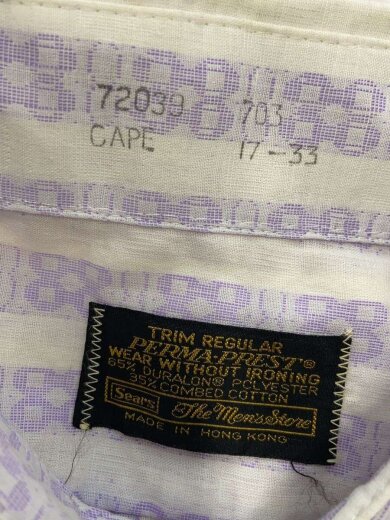 72039 703
CAPE 17-33
TRIM REGULAR
PERMA-PREST®
WEAR WITHOUT IRONING
65% DURALON® POLYESTER
35% COMBED COTTON
Sears The Men's Store
MADE IN HONG KONG